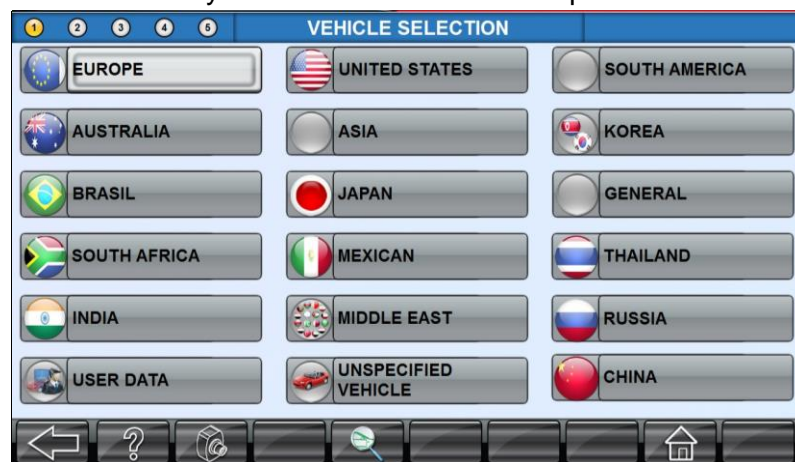 1 2 3 4 5 VEHICLE SELECTION
EUROPE
UNITED STATES
SOUTH AMERICA
AUSTRALIA
ASIA
KOREA
BRASIL
JAPAN
GENERAL
SOUTH AFRICA
MEXICAN
THAILAND
INDIA
MIDDLE EAST
RUSSIA
USER DATA
UNSPECIFIED
VEHICLE
CHINA
?